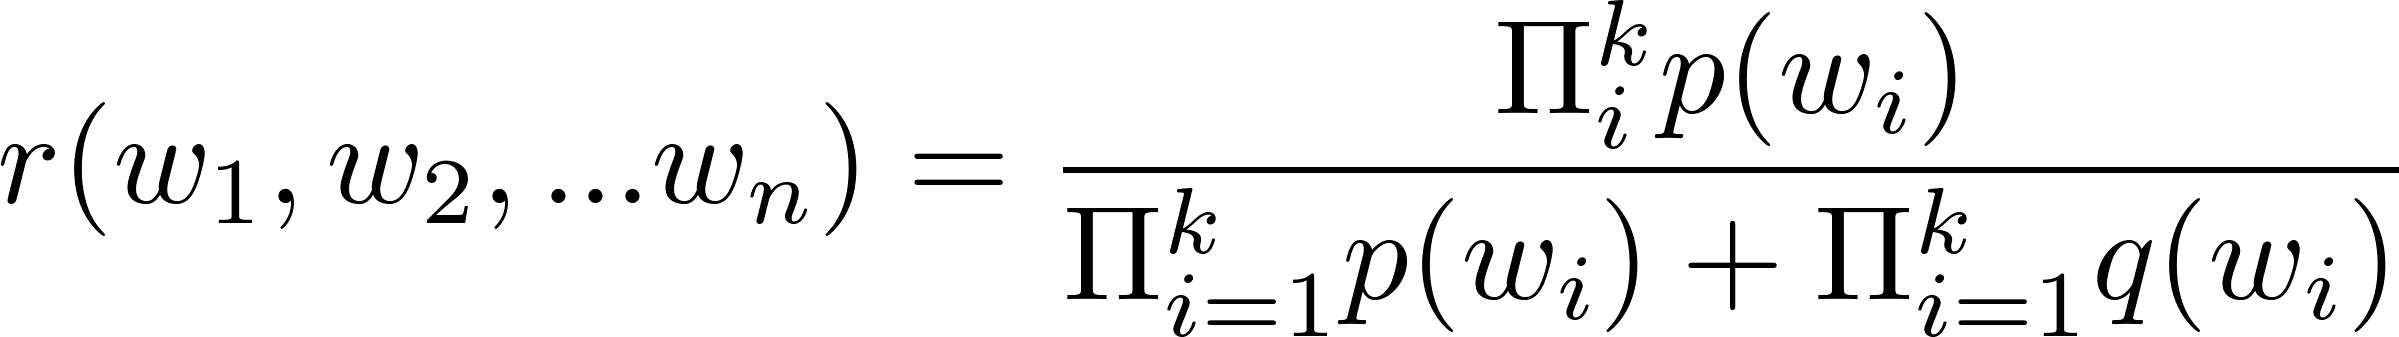 r(w_1, w_2, ...w_n) = \frac{\Pi_i^k p(w_i)}{\Pi_{i=1}^k p(w_i) + \Pi_{i=1}^k q(w_i)}